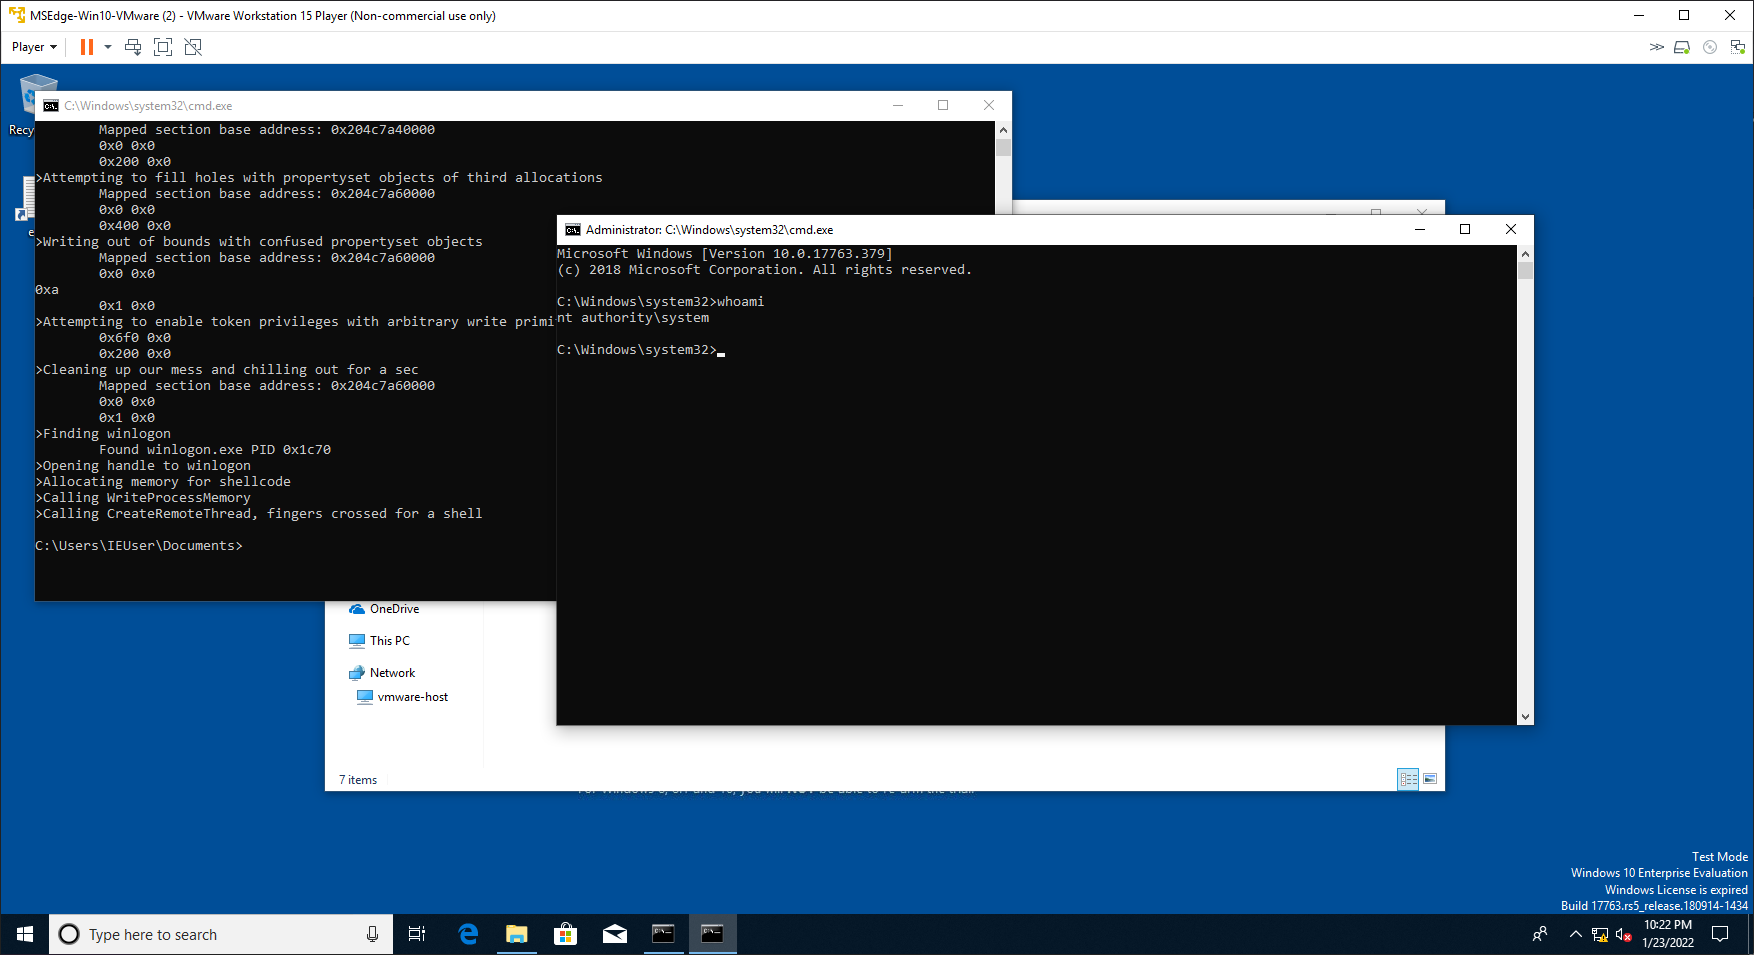 MSEdge-Win10-VMware (2) - VMware Workstation 15 Player (Non-commercial use only)
Player
C:\Windows\system32\cmd.exe
Mapped section base address: 0x204c7a40000
0x0 0x0
0x200 0x0
>Attempting to fill holes with propertyset objects of third allocations
Mapped section base address: 0x204c7a60000
0x0 0x0
0x400 0x0
>Writing out of bounds with confused propertyset objects
Mapped section base address: 0x204c7a60000
0x0 0x0
0xa
0x1 0x0
>Attempting to enable token privileges with arbitrary write primi
0x6f0 0x0
0x200 0x0
>Cleaning up our mess and chilling out for a sec
Mapped section base address: 0x204c7a60000
0x0 0x0
0x1 0x0
>Finding winlogon
Found winlogon.exe PID 0x1c70
>Opening handle to winlogon
>Allocating memory for shellcode
>Calling WriteProcessMemory
>Calling CreateRemoteThread, fingers crossed for a shell
C:\Users\IEUser\Documents>
Recy
e
Administrator: C:\Windows\system32\cmd.exe
Microsoft Windows [Version 10.0.17763.379]
(c) 2018 Microsoft Corporation. All rights reserved.
C:\Windows\system32>whoami
nt authority\system
C:\Windows\system32>
OneDrive
This PC
Network
vmware-host
7 items
Test Mode
Windows 10 Enterprise Evaluation
Windows License is expired
Build 17763.rs5_release.180914-1434
Type here to search
10:22 PM
1/23/2022